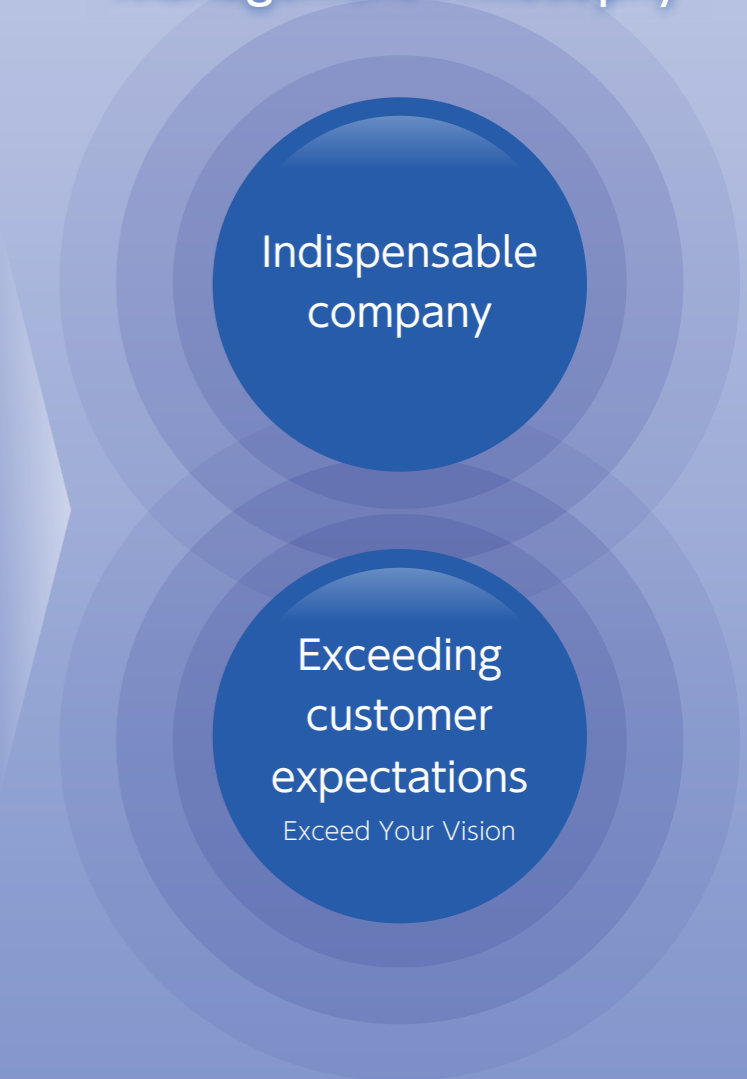 Indispensable
company
Exceeding
customer
expectations
Exceed Your Vision